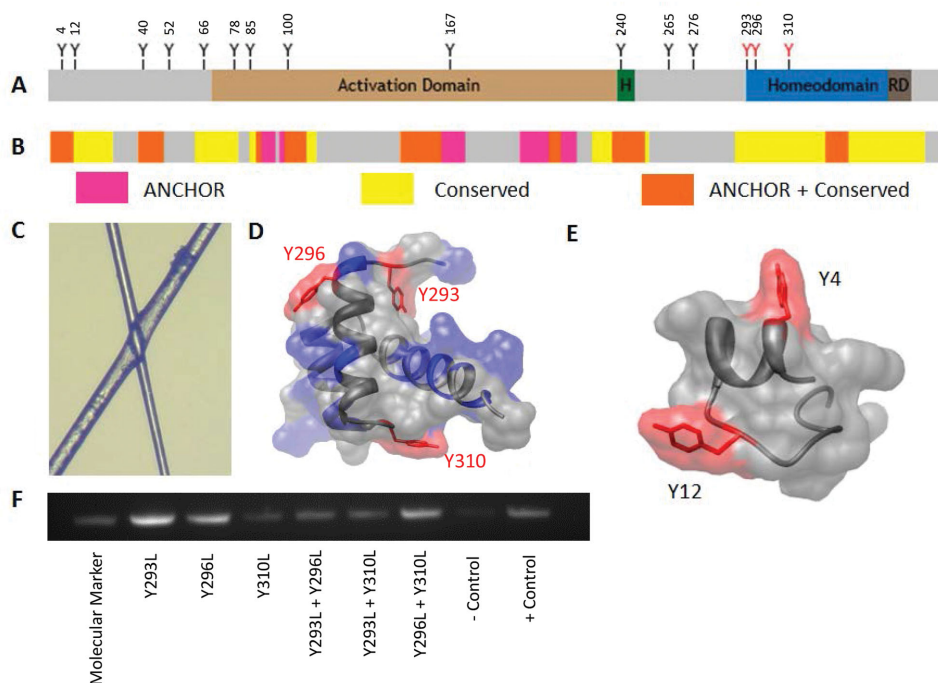 4 12 40 52 66 78 85 100 167 240 265 276 293 296 310
Y Y Y Y Y Y Y Y Y Y Y Y Y Y Y
A Activation Domain H Homeodomain RD
B
ANCHOR Conserved ANCHOR + Conserved
C D E
Y296
Y293
Y310
Y4
Y12
F
Molecular Marker
Y293L
Y296L
Y310L
Y293L + Y296L
Y293L + Y310L
Y296L + Y310L
- Control
+ Control